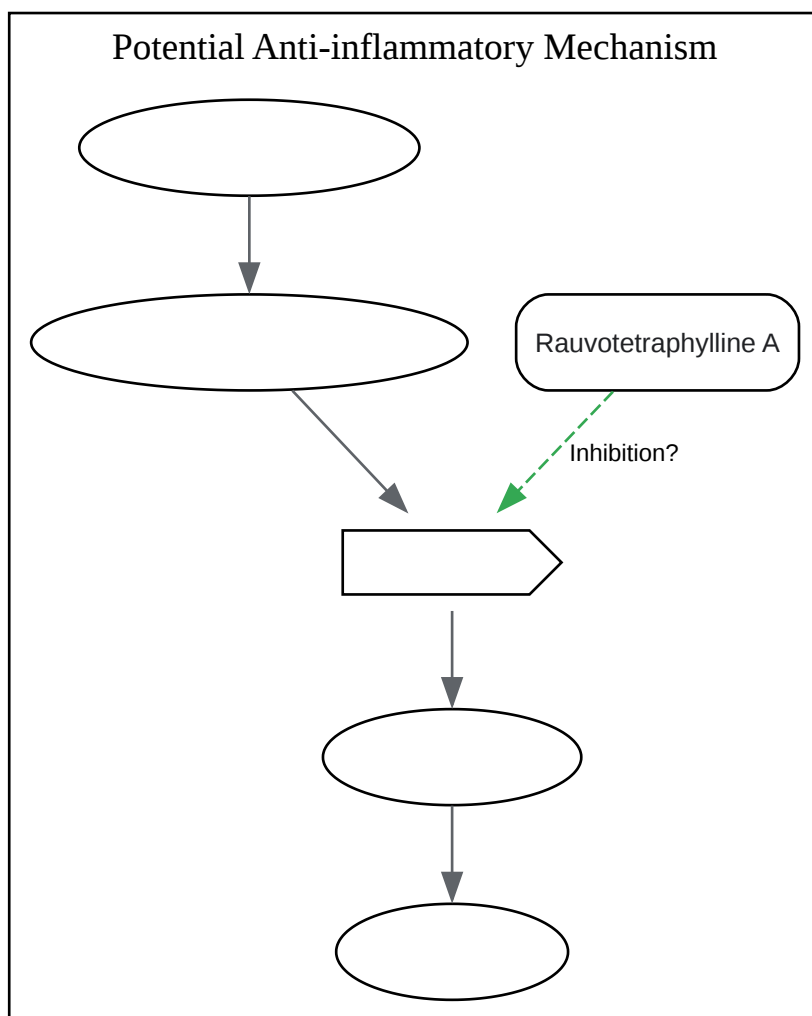 Potential Anti-inflammatory Mechanism
Rauvotetraphylline A
Inhibition?